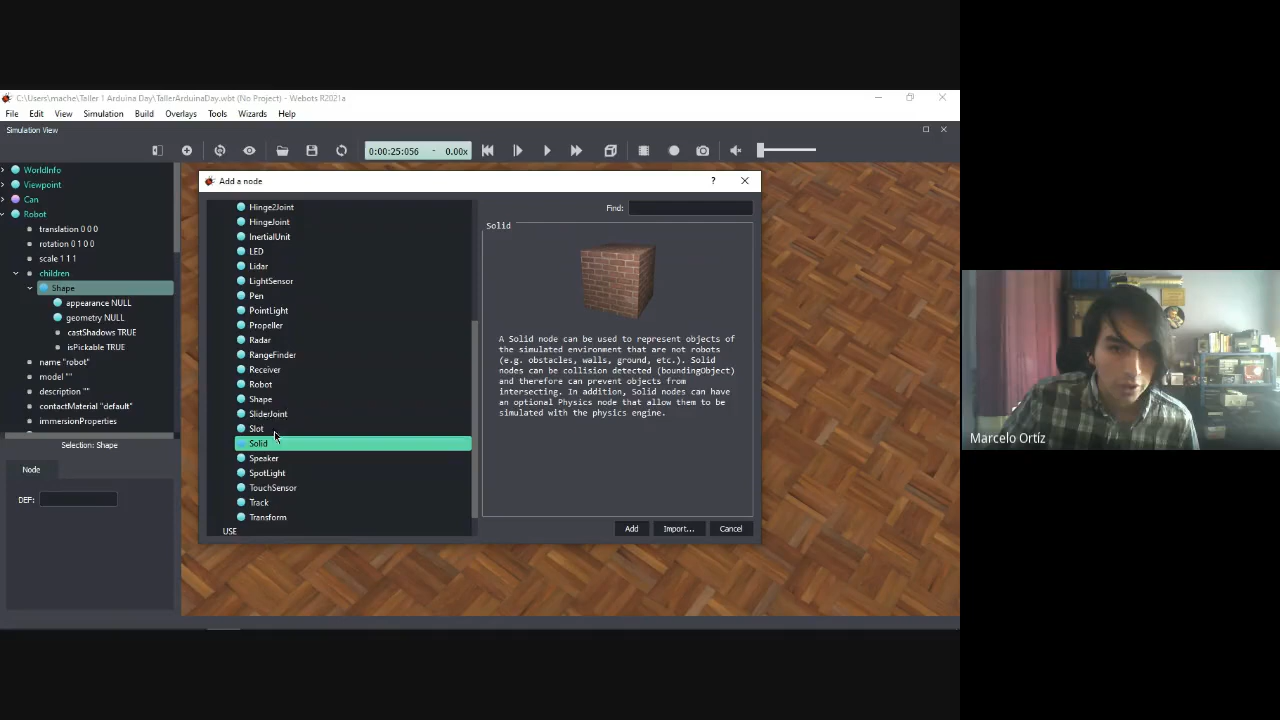 C:\Users\mache\Taller 1 Arduina Day\TallerArduinaDay.wbt (No Project) - Webots R2021a
File Edit View Simulation Build Overlays Tools Wizards Help
Simulation View
0:00:25:056 - 0.00x
WorldInfo
Viewpoint
Can
Robot
translation 0 0 0
rotation 0 1 0 0
scale 1 1 1
children
Shape
appearance NULL
geometry NULL
castShadows TRUE
isPickable TRUE
name "robot"
model ""
description ""
contactMaterial "default"
immersionProperties
Selection: Shape
Node
DEF:
Add a node
?
Hinge2Joint
HingeJoint
InertialUnit
LED
Lidar
LightSensor
Pen
PointLight
Propeller
Radar
RangeFinder
Receiver
Robot
Shape
SliderJoint
Slot
Solid
Speaker
SpotLight
TouchSensor
Track
Transform
USE
Find:
Solid
A Solid node can be used to represent objects of
the simulated environment that are not robots
(e.g. obstacles, walls, ground, etc.). Solid
nodes can be collision detected (boundingObject)
and therefore can prevent objects from
intersecting. In addition, Solid nodes can have
an optional Physics node that allow them to be
simulated with the physics engine.
Add Import... Cancel
Marcelo Ortíz